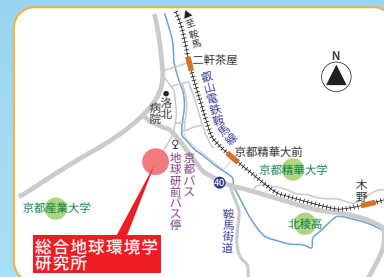 至
鞍
馬
二軒茶屋
N
叡山電鉄鞍馬線
洛北
病院
京都バス
地球研前バス停
京都精華大前
京都精華大学
40
木野
京都産業大学
鞍馬街道
北稜高
総合地球環境学
研究所